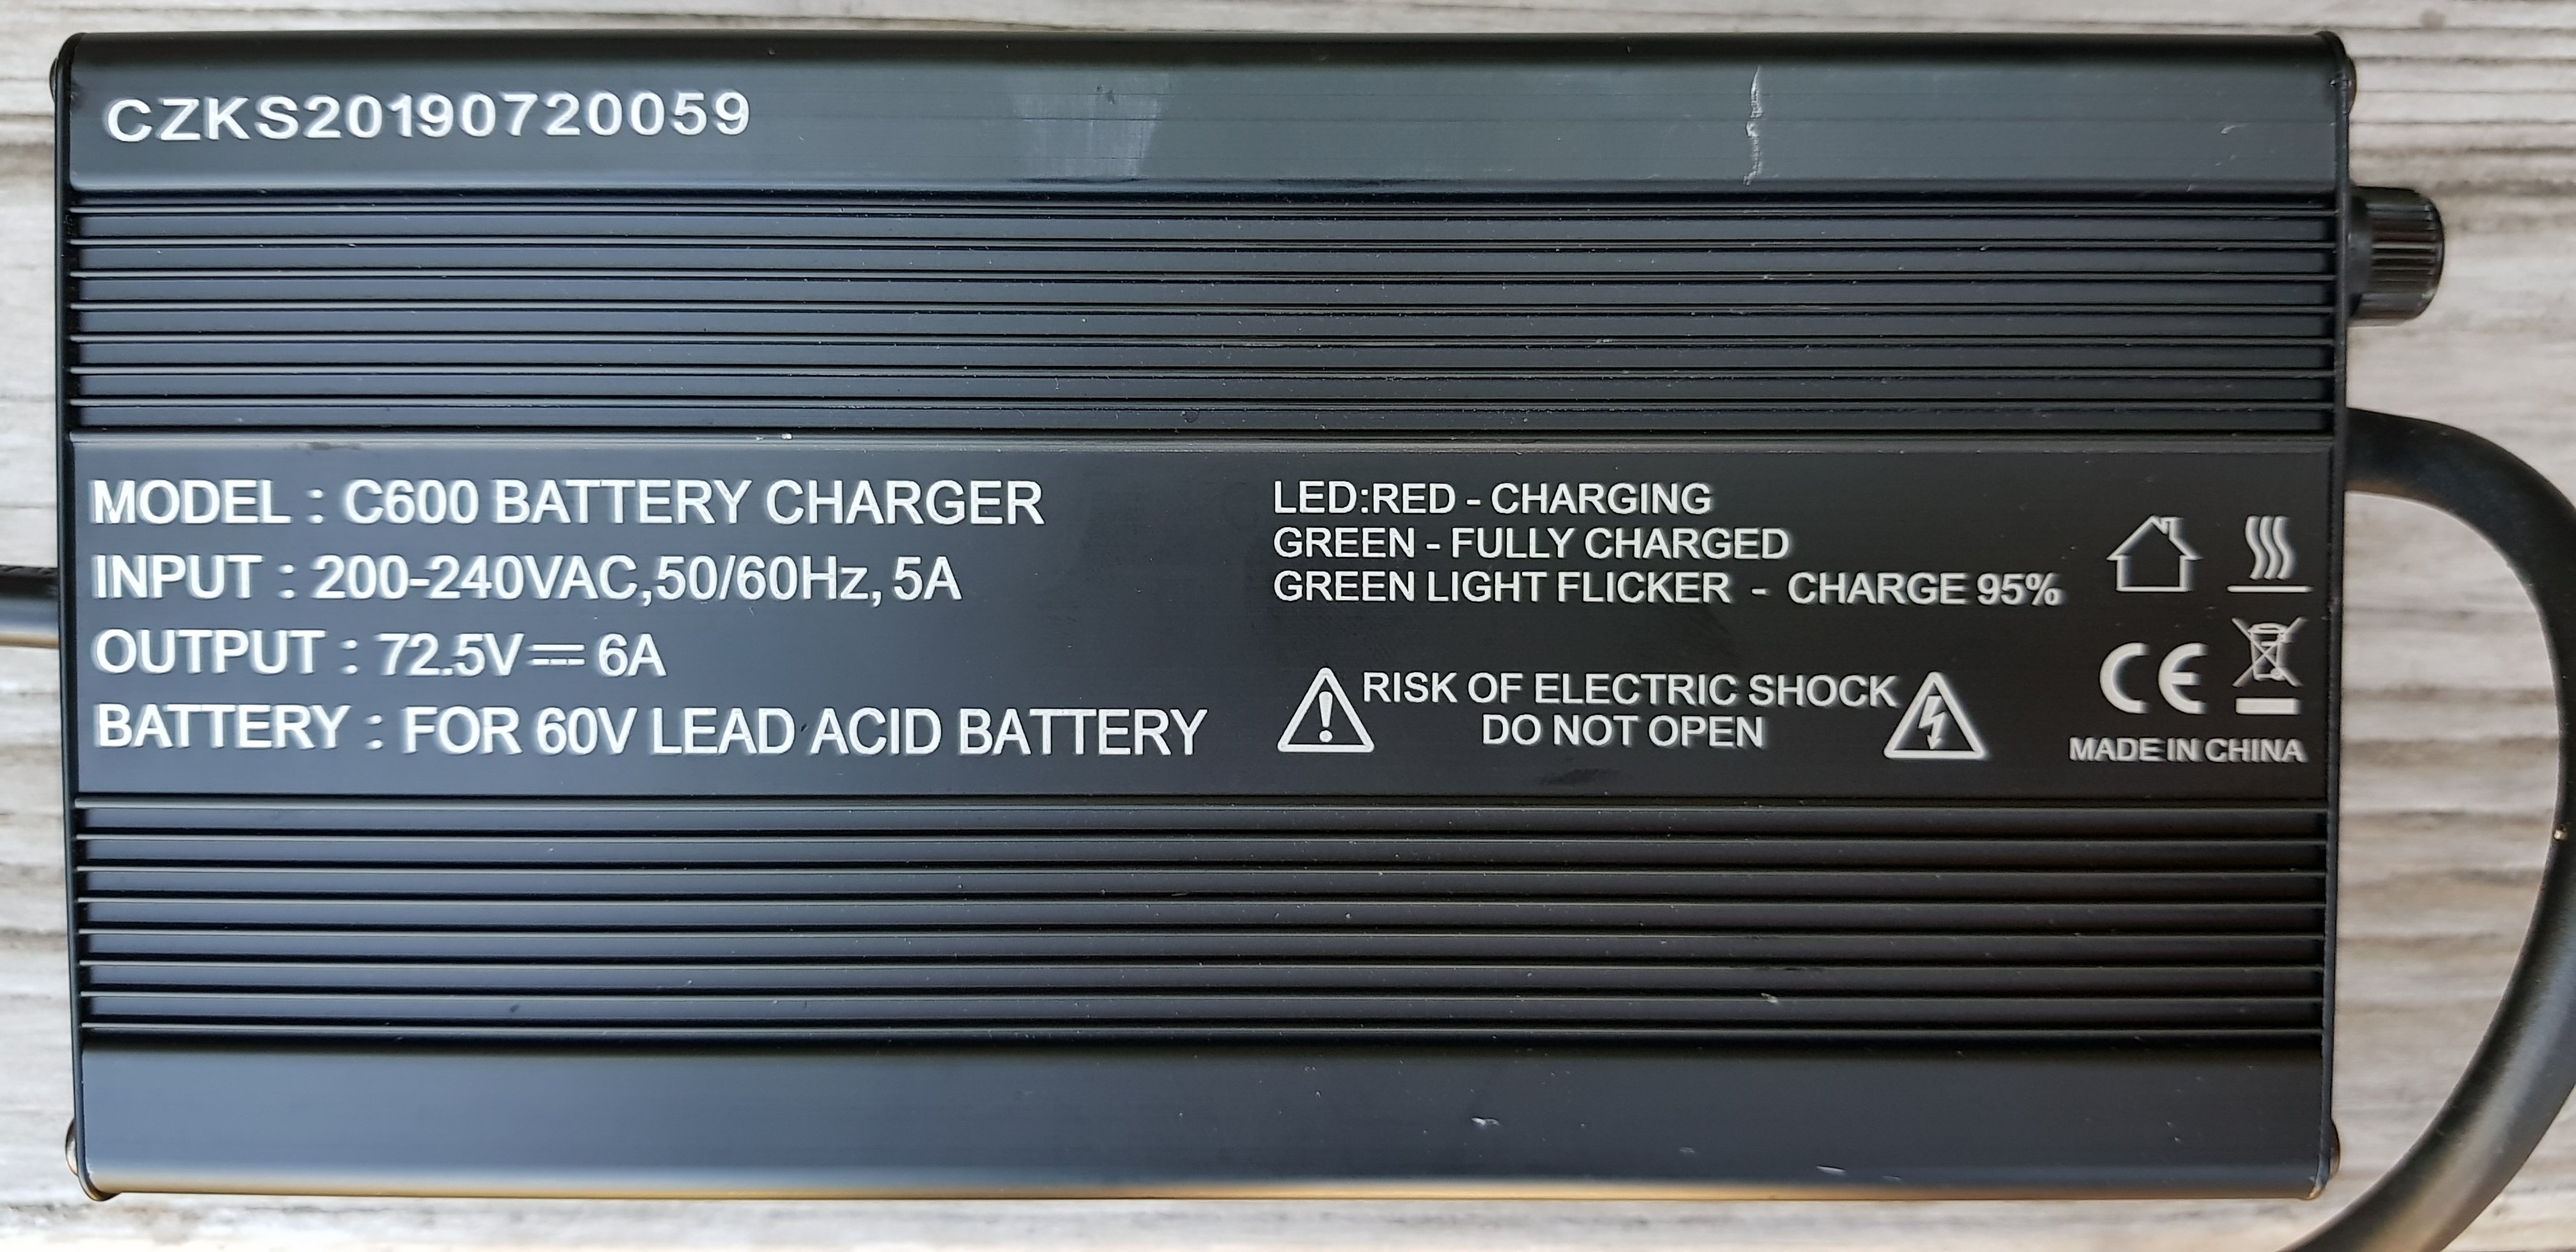 CZKS20190720059
MODEL : C600 BATTERY CHARGER
INPUT : 200-240VAC,50/60Hz, 5A
OUTPUT : 72.5V⎓6A
BATTERY : FOR 60V LEAD ACID BATTERY
LED:RED - CHARGING
GREEN - FULLY CHARGED
GREEN LIGHT FLICKER - CHARGE 95%
RISK OF ELECTRIC SHOCK
DO NOT OPEN
CE
MADE IN CHINA